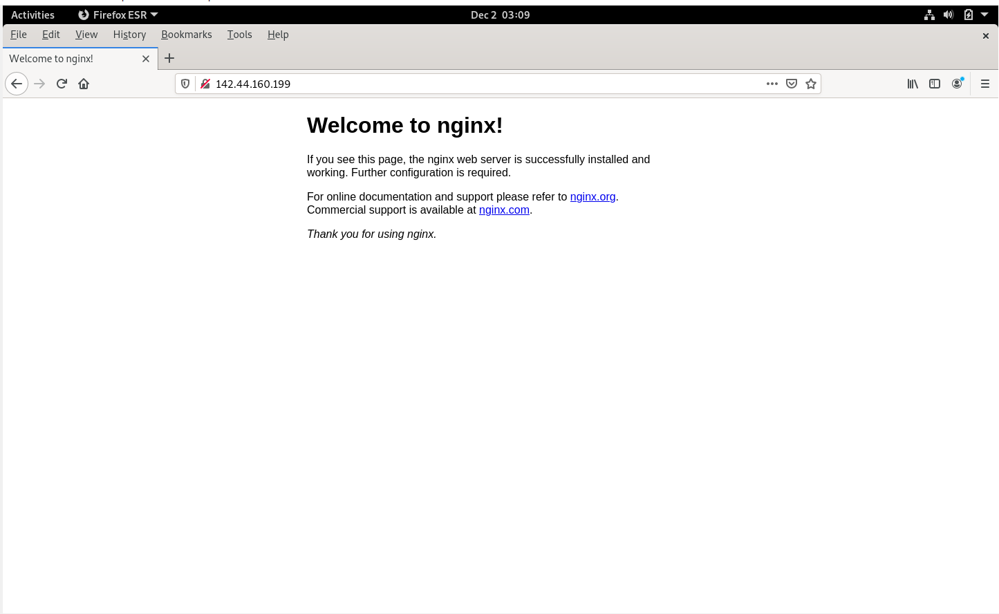 Activities Firefox ESR Dec 2 03:09
File Edit View History Bookmarks Tools Help
Welcome to nginx!
142.44.160.199
Welcome to nginx!
If you see this page, the nginx web server is successfully installed and
working. Further configuration is required.
For online documentation and support please refer to nginx.org.
Commercial support is available at nginx.com.
Thank you for using nginx.